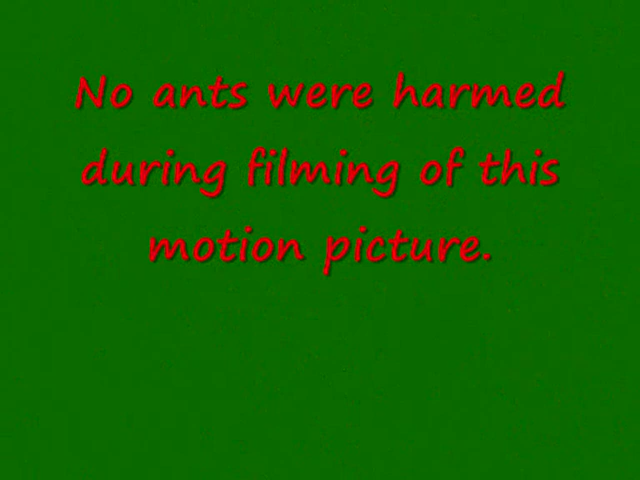 No ants were harmed
during filming of this
motion picture.